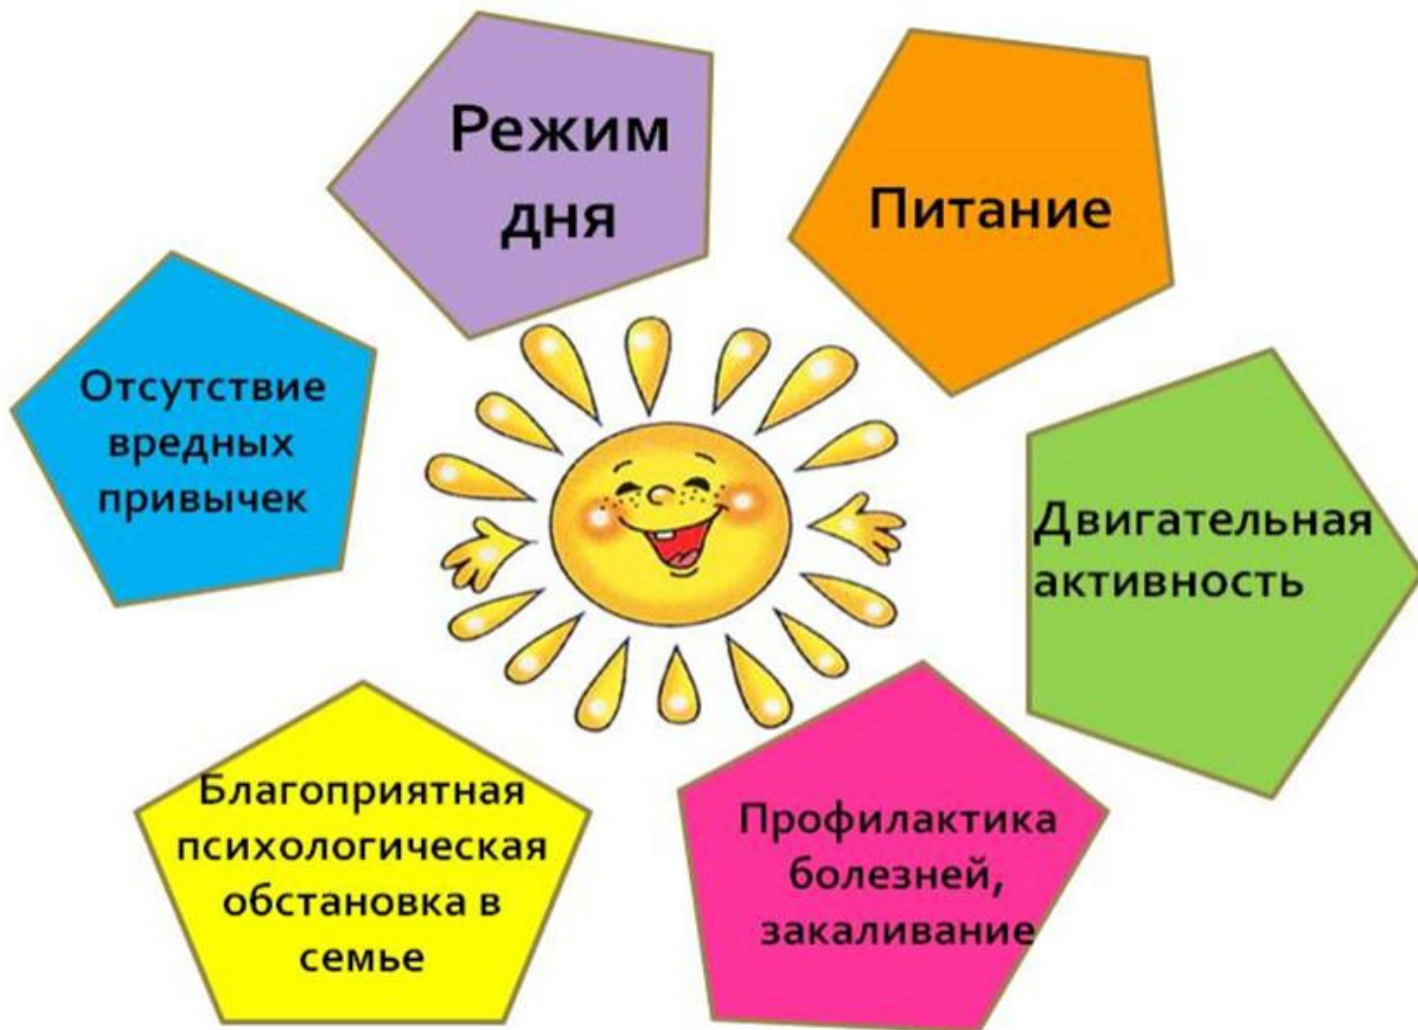 Режим
дня
Питание
Отсутствие
вредных
привычек
Двигательная
активность
Благоприятная
психологическая
обстановка в
семье
Профилактика
болезней,
закаливание